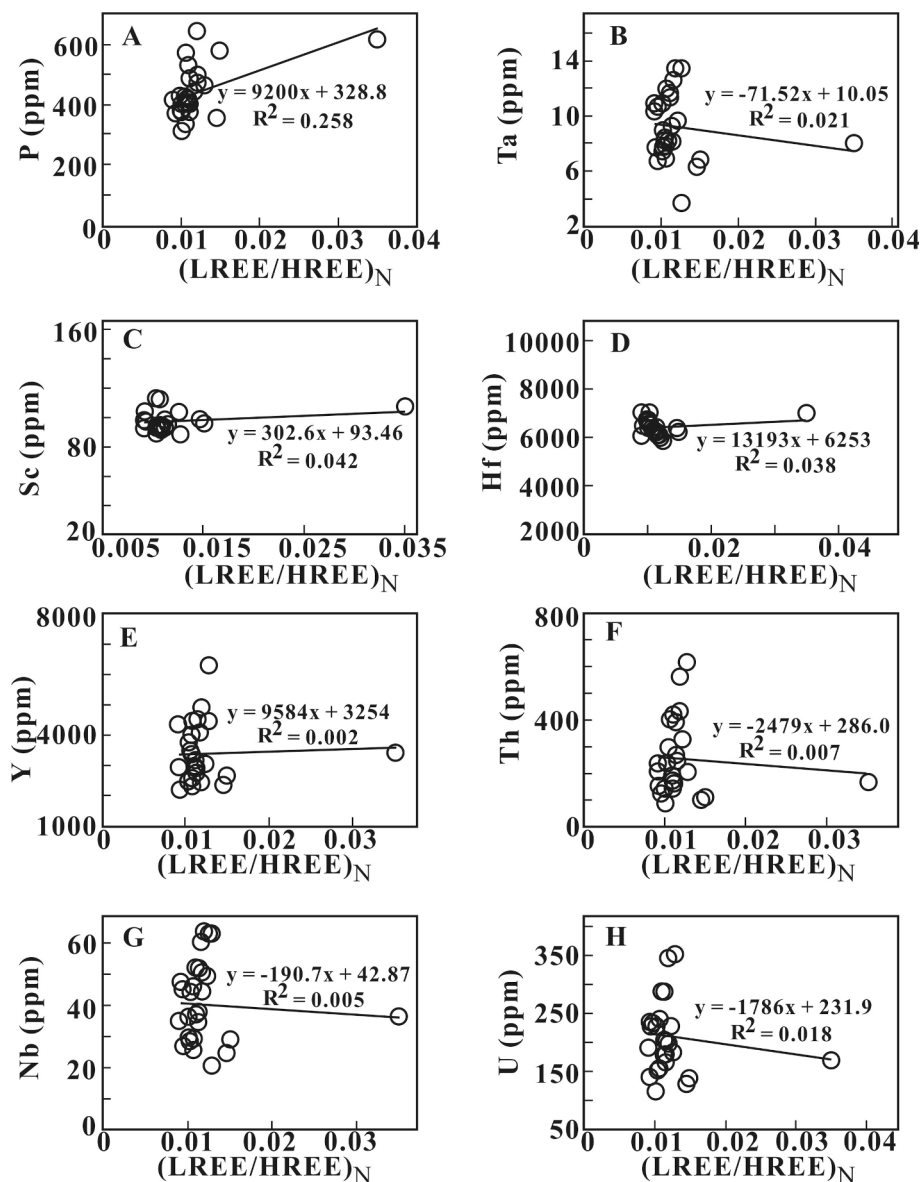 A
P (ppm)
600
400
200
0
y = 9200x + 328.8
R² = 0.258
0 0.01 0.02 0.03 0.04
(LREE/HREE)N
B
Ta (ppm)
14
10
6
2
y = -71.52x + 10.05
R² = 0.021
0 0.01 0.02 0.03 0.04
(LREE/HREE)N
C
Sc (ppm)
160
80
20
y = 302.6x + 93.46
R² = 0.042
0.005 0.015 0.025 0.035
(LREE/HREE)N
D
Hf (ppm)
10000
8000
6000
4000
2000
y = 13193x + 6253
R² = 0.038
0 0.02 0.04
(LREE/HREE)N
E
Y (ppm)
8000
4000
1000
y = 9584x + 3254
R² = 0.002
0 0.01 0.02 0.03
(LREE/HREE)N
F
Th (ppm)
800
400
0
y = -2479x + 286.0
R² = 0.007
0 0.01 0.02 0.03
(LREE/HREE)N
G
Nb (ppm)
60
40
20
0
y = -190.7x + 42.87
R² = 0.005
0 0.01 0.02 0.03
(LREE/HREE)N
H
U (ppm)
350
250
150
50
y = -1786x + 231.9
R² = 0.018
0 0.01 0.02 0.03 0.04
(LREE/HREE)N